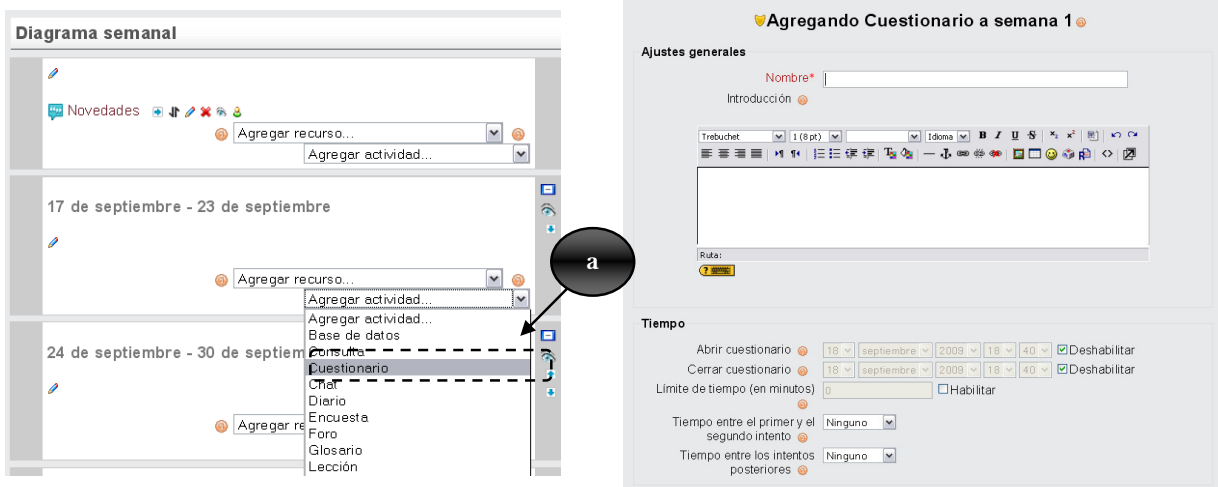 Diagrama semanal
Novedades
Agregar recurso...
Agregar actividad...
17 de septiembre - 23 de septiembre
Agregar recurso...
Agregar actividad...
Agregar actividad...
Base de datos
Consulta
24 de septiembre - 30 de septiem
Cuestionario
Chat
Diario
Encuesta
Agregar re
Foro
Glosario
Lección
a
Agregando Cuestionario a semana 1
Ajustes generales
Nombre*
Introducción
Trebuchet 1 (8 pt) Idioma B I U S x₂ x²
Ruta:
?
Tiempo
Abrir cuestionario 18 septiembre 2009 18 40 Deshabilitar
Cerrar cuestionario 18 septiembre 2009 18 40 Deshabilitar
Límite de tiempo (en minutos) 0 Habilitar
Tiempo entre el primer y el Ninguno
segundo intento
Tiempo entre los intentos Ninguno
posteriores